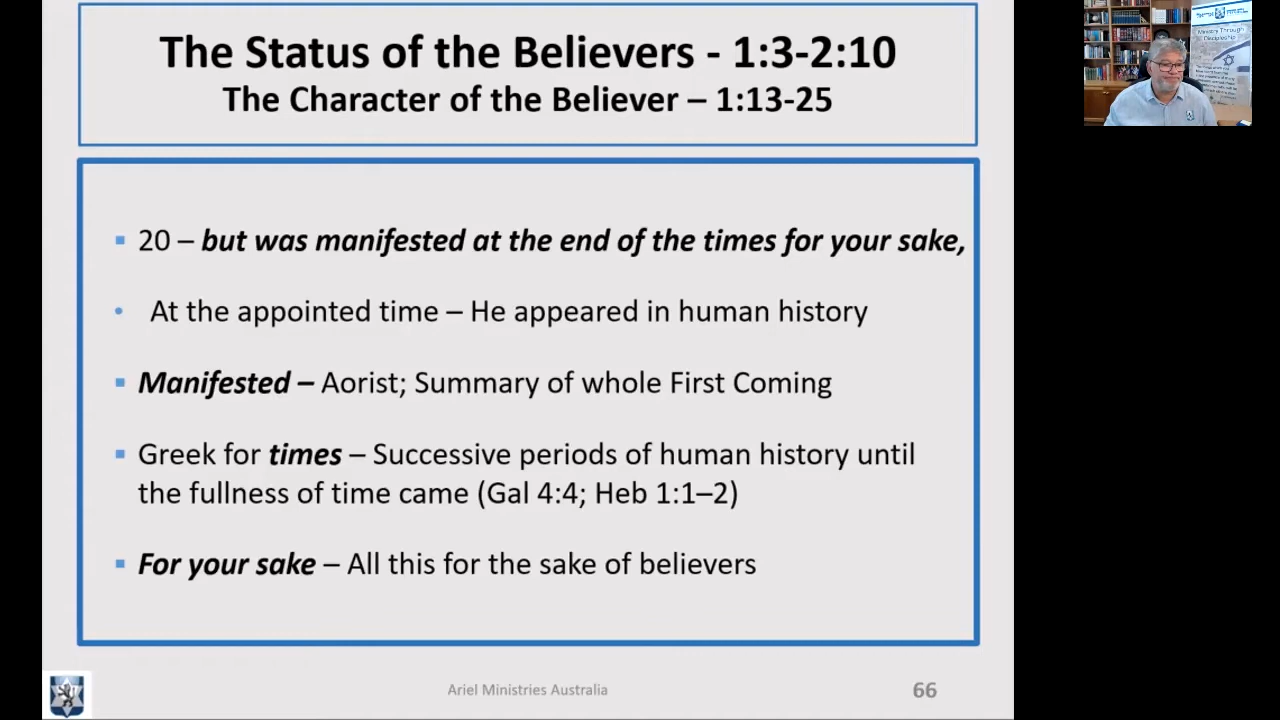 The Status of the Believers - 1:3-2:10
The Character of the Believer – 1:13-25
▪ 20 – but was manifested at the end of the times for your sake,
• At the appointed time – He appeared in human history
▪ Manifested – Aorist; Summary of whole First Coming
▪ Greek for times – Successive periods of human history until
the fullness of time came (Gal 4:4; Heb 1:1–2)
▪ For your sake – All this for the sake of believers
Ariel Ministries Australia
66
Ministry Through
Discipleship